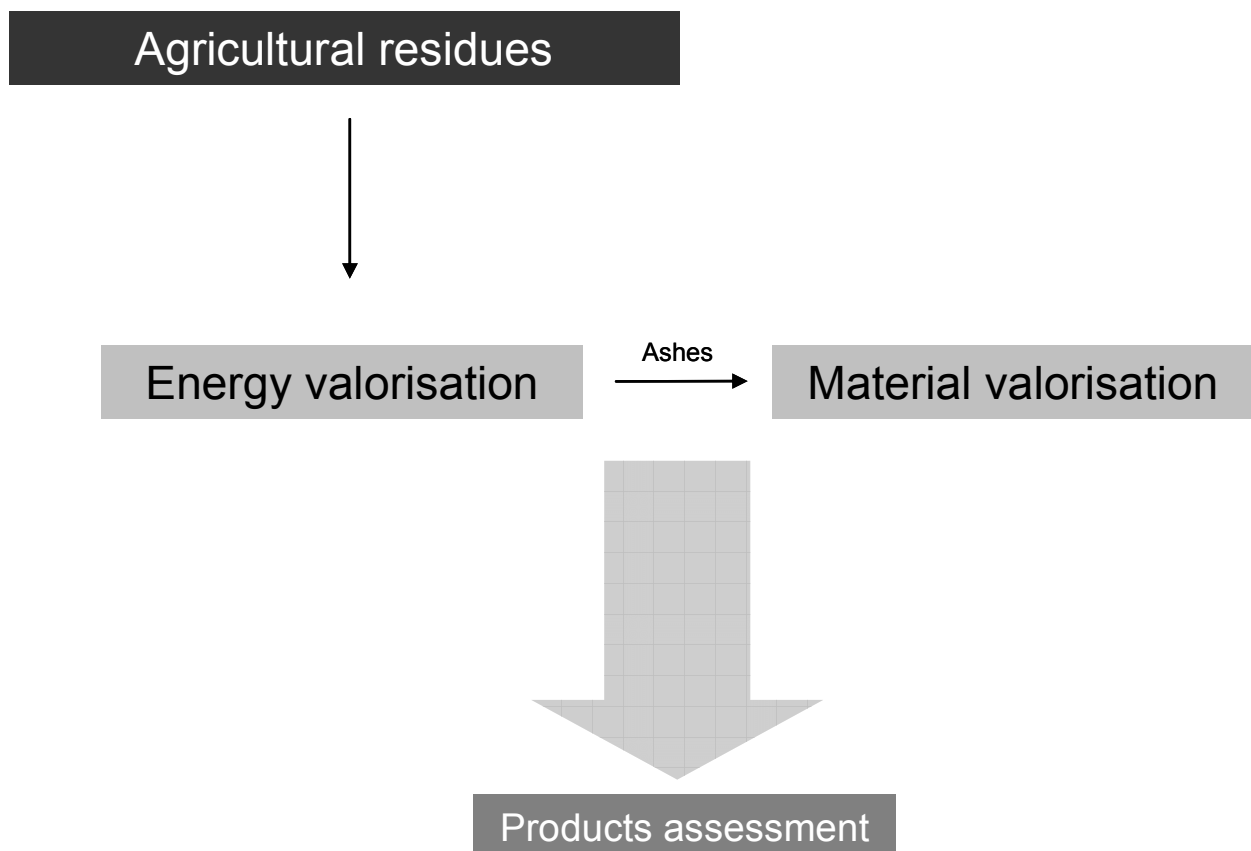 Agricultural residues
Ashes
Energy valorisation
Material valorisation
Products assessment